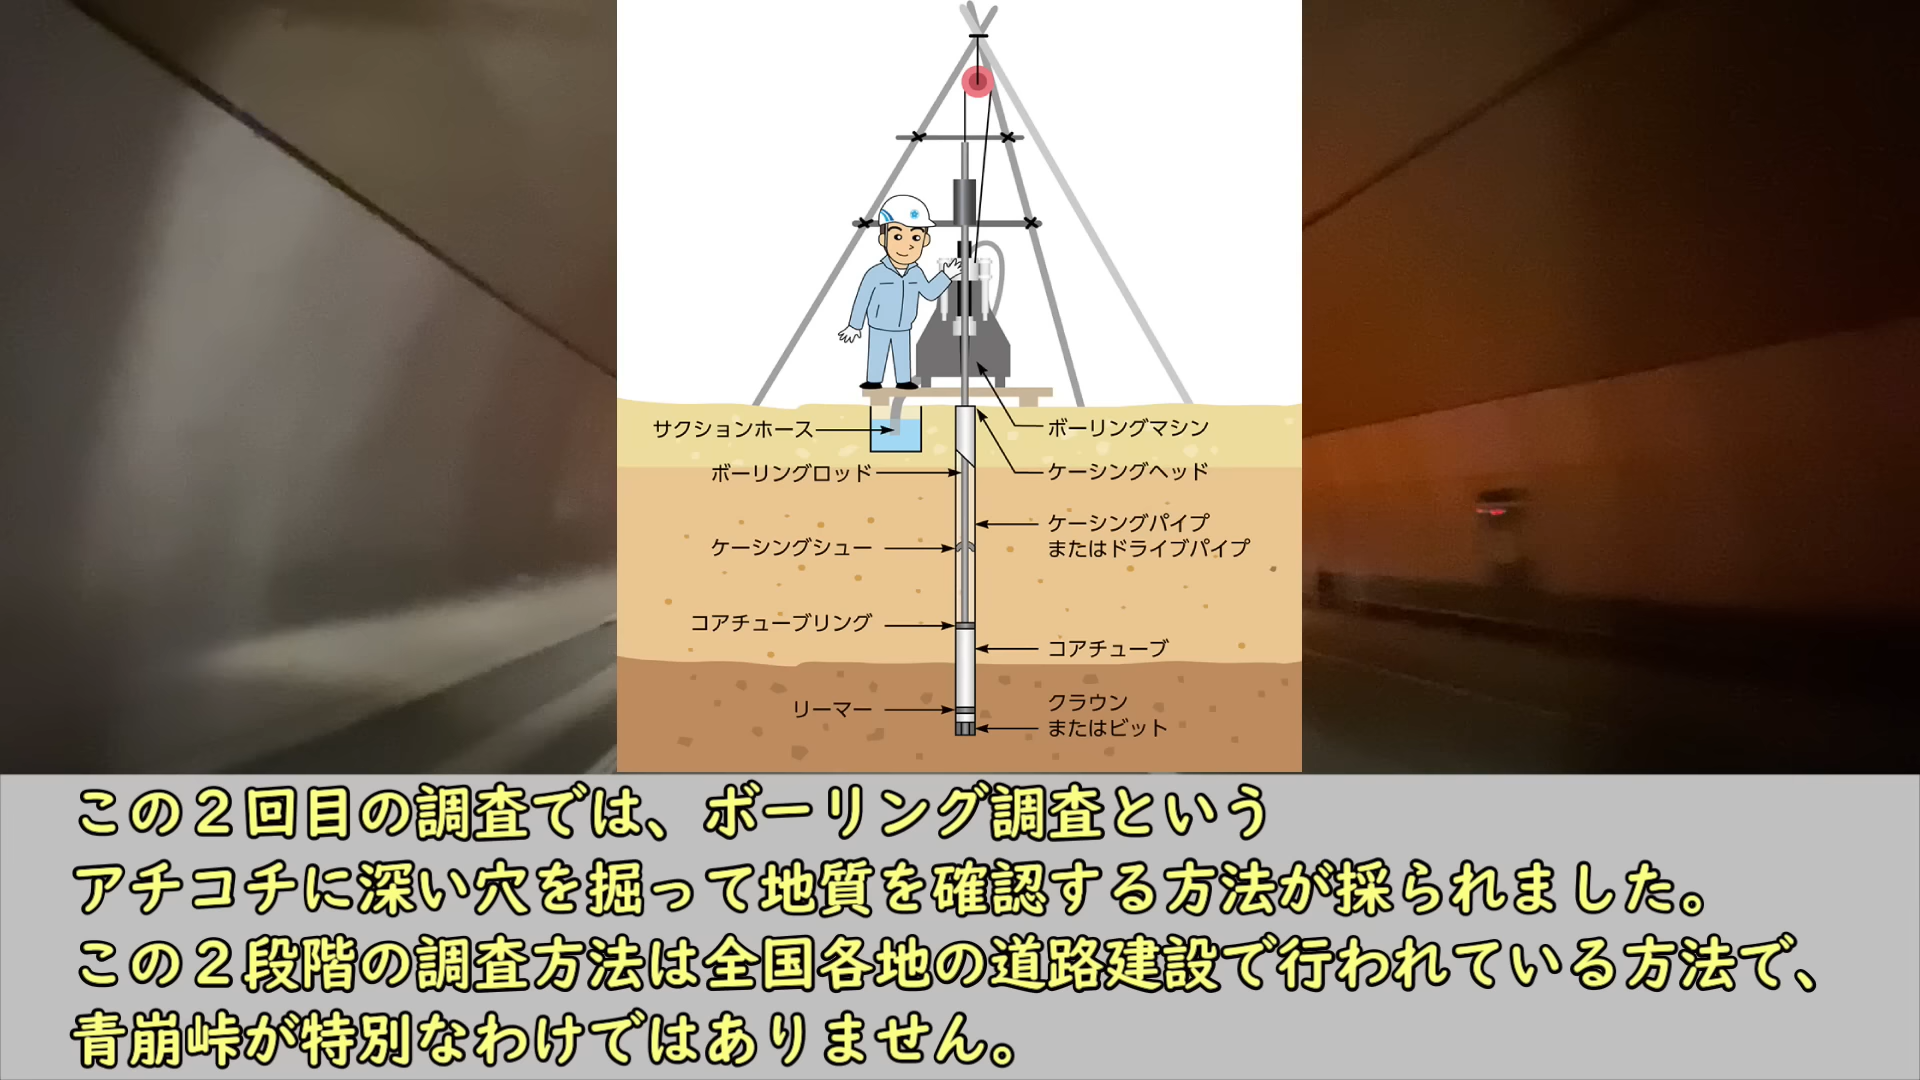 サクションホース
ボーリングマシン
ボーリングロッド
ケーシングヘッド
ケーシングパイプ
またはドライブパイプ
ケーシングシュー
コアチューブリング
コアチューブ
リーマー
クラウン
またはビット
この２回目の調査では、ボーリング調査という
アチコチに深い穴を掘って地質を確認する方法が採られました。
この２段階の調査方法は全国各地の道路建設で行われている方法で、
青崩峠が特別なわけではありません。